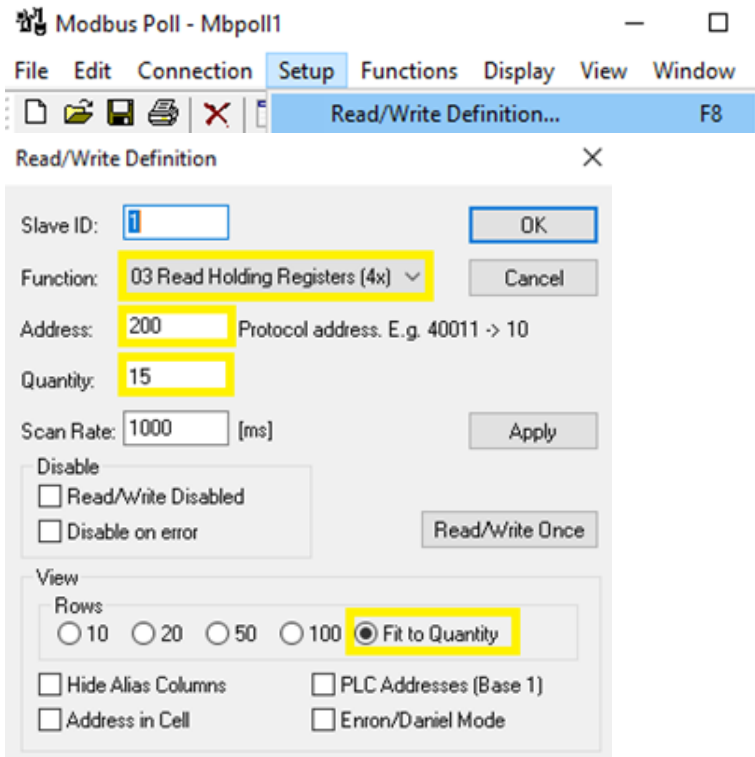 Modbus Poll - Mbpoll1
File Edit Connection Setup Functions Display View Window
Read/Write Definition... F8
Read/Write Definition
Slave ID: 1 OK
Function: 03 Read Holding Registers (4x) Cancel
Address: 200 Protocol address. E.g. 40011 -> 10
Quantity: 15
Scan Rate: 1000 [ms] Apply
Disable
Read/Write Disabled
Disable on error Read/Write Once
View
Rows
10 20 50 100 Fit to Quantity
Hide Alias Columns PLC Addresses (Base 1)
Address in Cell Enron/Daniel Mode